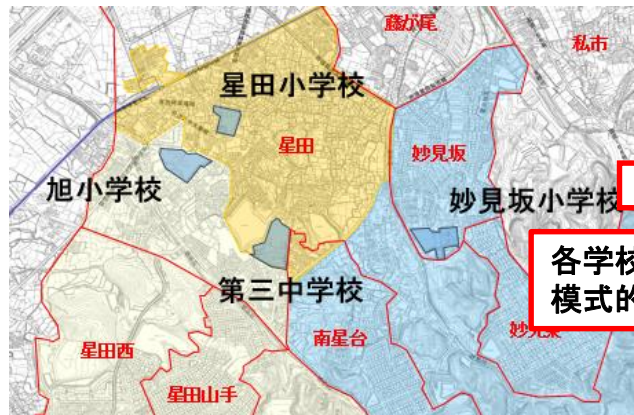 藤が尾
私市
星田小学校
星田
妙見坂
旭小学校
妙見坂小学校
各学校
模式的
第三中学校
南星台
星田西
星田山手